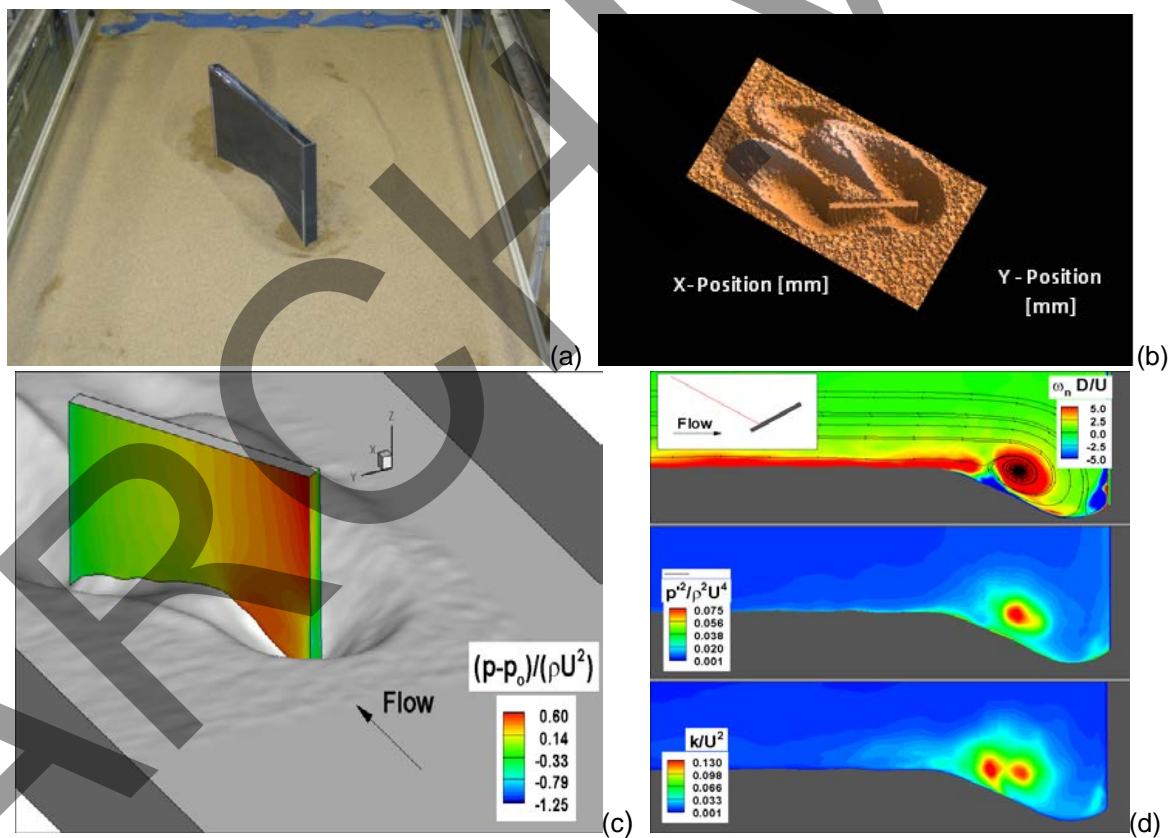 (a)
X-Position [mm]
Y - Position
[mm]
(b)
Z
X
Y
(p-p₀)/(ρU²)
0.60
0.14
-0.33
-0.79
-1.25
Flow
(c)
ωₙ D/U
5.0
2.5
0.0
-2.5
-5.0
Flow
p'²/ρ²U⁴
0.075
0.056
0.038
0.020
0.001
k/U²
0.130
0.098
0.066
0.033
0.001
(d)